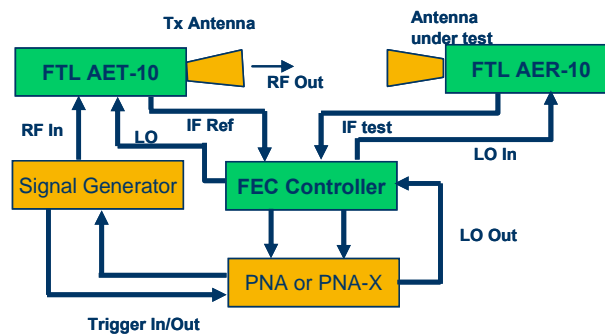 Tx Antenna
Antenna
under test
FTL AET-10
RF Out
FTL AER-10
RF In
IF Ref
LO
IF test
LO In
Signal Generator
FEC Controller
LO Out
PNA or PNA-X
Trigger In/Out